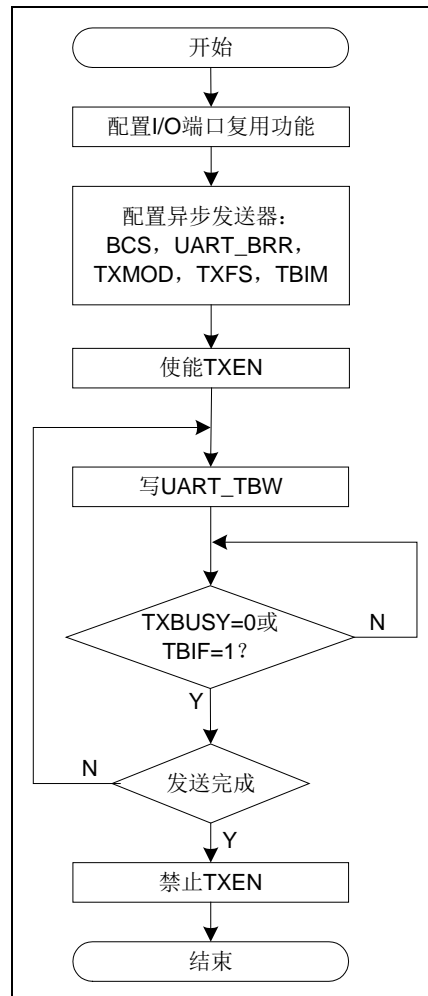 开始
配置I/O端口复用功能
配置异步发送器：
BCS，UART_BRR，
TXMOD，TXFS，TBIM
使能TXEN
写UART_TBW
TXBUSY=0或
TBIF=1？
N
Y
发送完成
N
Y
禁止TXEN
结束